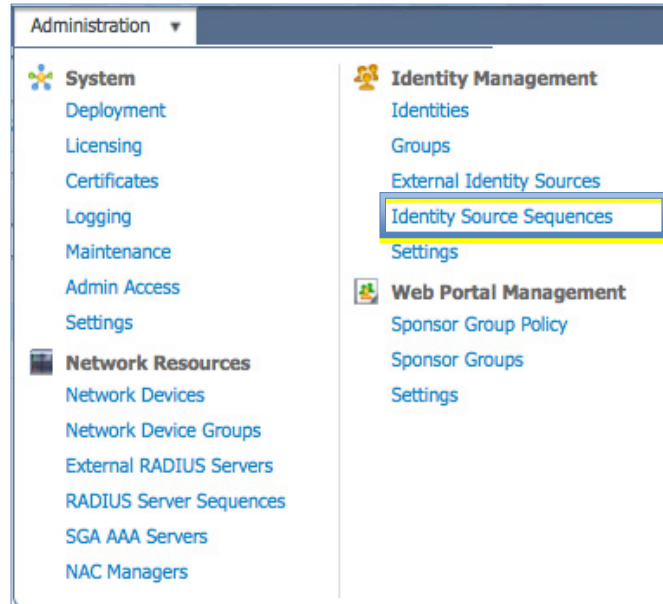 Administration
System
Deployment
Licensing
Certificates
Logging
Maintenance
Admin Access
Settings
Network Resources
Network Devices
Network Device Groups
External RADIUS Servers
RADIUS Server Sequences
SGA AAA Servers
NAC Managers
Identity Management
Identities
Groups
External Identity Sources
Identity Source Sequences
Settings
Web Portal Management
Sponsor Group Policy
Sponsor Groups
Settings